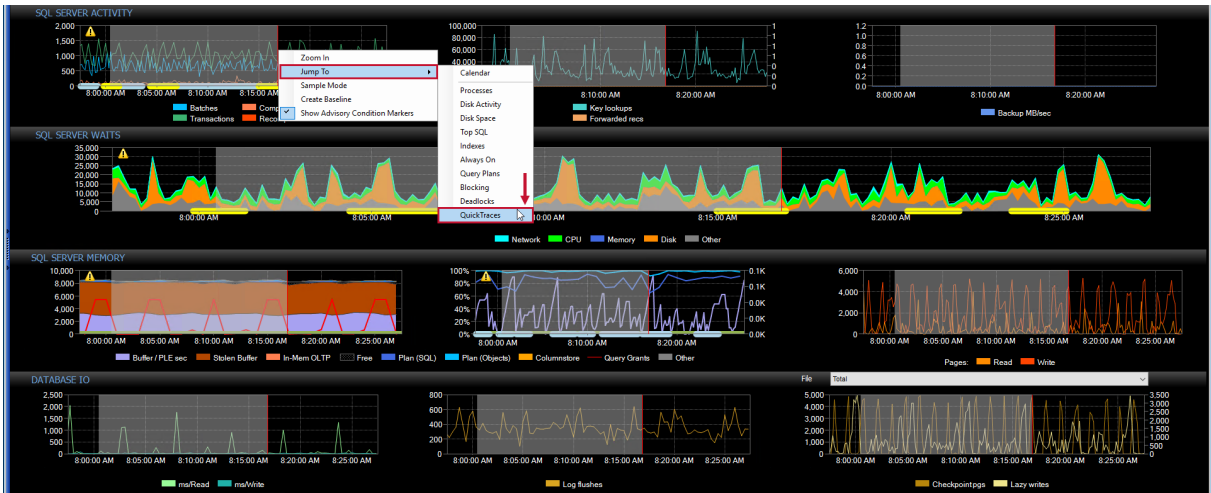 SQL SERVER ACTIVITY
2,000
1,500
1,000
500
0
8:00:00 AM 8:05:00 AM 8:10:00 AM 8:15:00 AM
Batches
Transactions
Zoom In
Jump To
Sample Mode
Create Baseline
Show Advisory Condition Markers
Calendar
Processes
Disk Activity
Disk Space
Top SQL
Indexes
Always On
Query Plans
Blocking
Deadlocks
QuickTraces
100,000
80,000
60,000
40,000
1
1
1
0
0
0
8:10:00 AM 8:20:00 AM
Key lookups
Forwarded recs
1.2
1.0
0.8
0.6
0.4
0.2
0.0
8:00:00 AM 8:10:00 AM 8:20:00 AM
Backup MB/sec
SQL SERVER WAITS
35,000
30,000
25,000
20,000
15,000
10,000
5,000
0
8:00:00 AM 8:05:00 AM 8:15:00 AM 8:20:00 AM 8:25:00 AM
Network CPU Memory Disk Other
SQL SERVER MEMORY
10,000
8,000
6,000
4,000
2,000
0
8:00:00 AM 8:05:00 AM 8:10:00 AM 8:15:00 AM 8:20:00 AM 8:25:00 AM
100%
80%
60%
40%
20%
0%
0.1K
0.1K
0.0K
0.0K
0.0K
8:00:00 AM 8:10:00 AM 8:20:00 AM
Buffer / PLE sec Stolen Buffer In-Mem OLTP Free Plan (SQL) Plan (Objects) Columnstore Query Grants Other
6,000
4,000
2,000
0
8:00:00 AM 8:05:00 AM 8:10:00 AM 8:15:00 AM 8:20:00 AM 8:25:00 AM
Pages: Read Write
DATABASE IO
File Total
2,500
2,000
1,500
1,000
500
0
8:00:00 AM 8:05:00 AM 8:10:00 AM 8:15:00 AM 8:20:00 AM 8:25:00 AM
ms/Read ms/Write
800
600
400
200
0
8:00:00 AM 8:05:00 AM 8:10:00 AM 8:15:00 AM 8:20:00 AM 8:25:00 AM
Log flushes
5,000
4,000
3,000
2,000
1,000
0
3,500
3,000
2,500
2,000
1,500
1,000
500
0
8:00:00 AM 8:05:00 AM 8:10:00 AM 8:15:00 AM 8:20:00 AM 8:25:00 AM
Checkpoint pgs Lazy writes